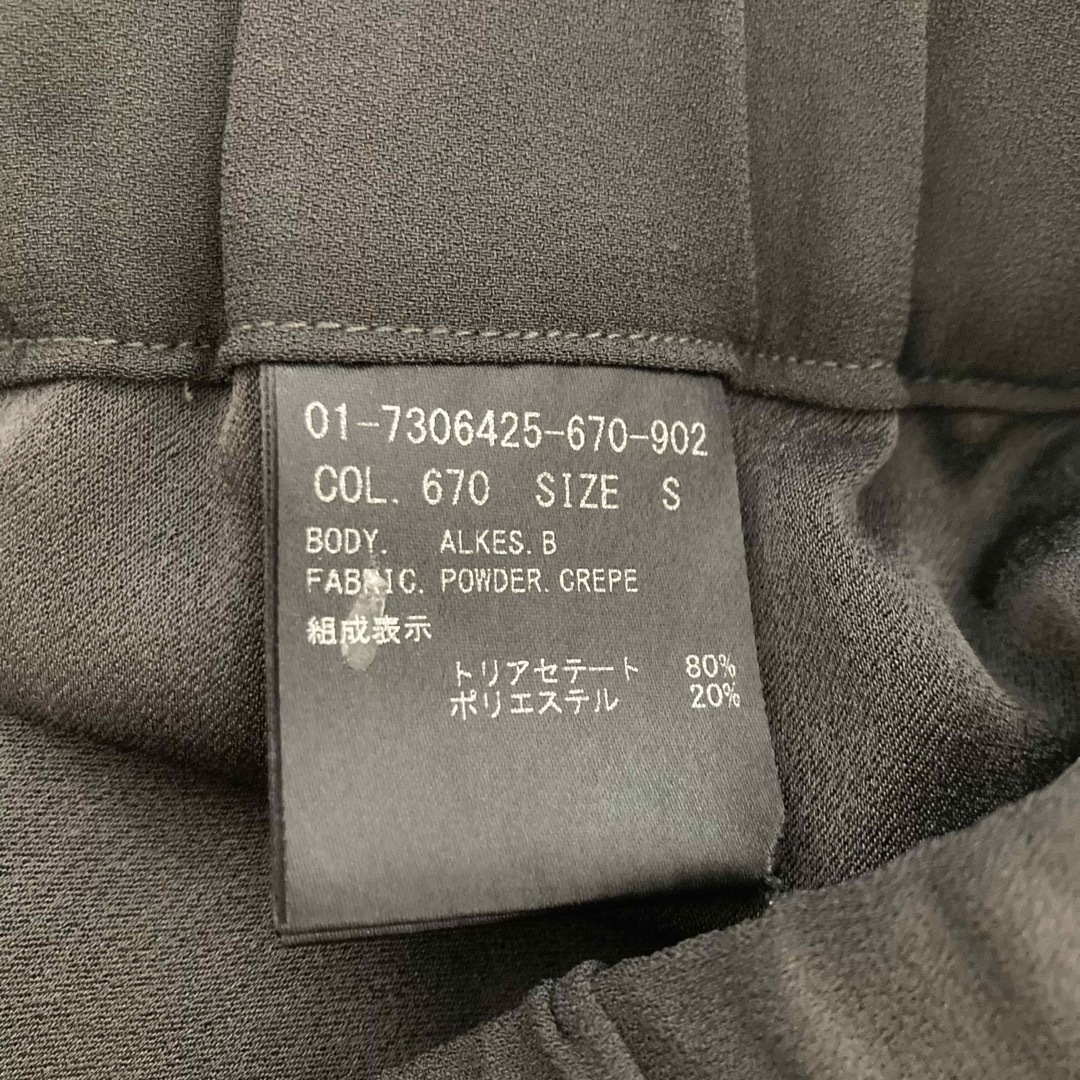 01-7306425-670-902
COL. 670 SIZE S
BODY. ALKES.B
FABRIC. POWDER.CREPE
組成表示
トリアセテート 80%
ポリエステル 20%